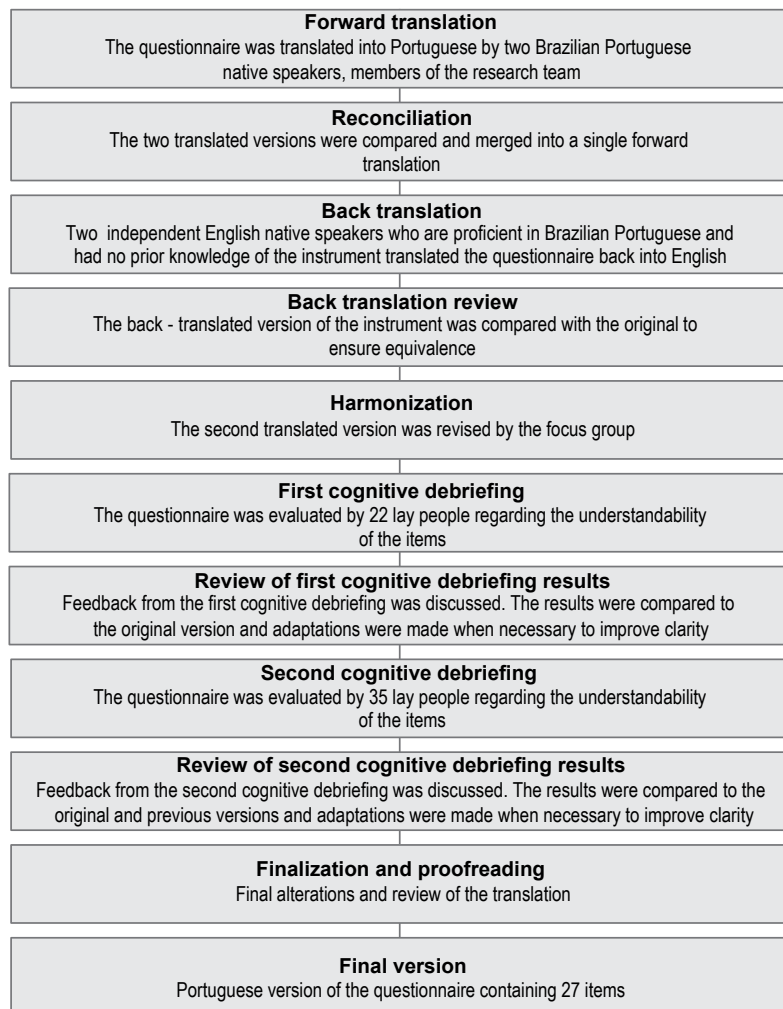 Forward translation
The questionnaire was translated into Portuguese by two Brazilian Portuguese
native speakers, members of the research team
Reconciliation
The two translated versions were compared and merged into a single forward
translation
Back translation
Two independent English native speakers who are proficient in Brazilian Portuguese and
had no prior knowledge of the instrument translated the questionnaire back into English
Back translation review
The back - translated version of the instrument was compared with the original to
ensure equivalence
Harmonization
The second translated version was revised by the focus group
First cognitive debriefing
The questionnaire was evaluated by 22 lay people regarding the understandability
of the items
Review of first cognitive debriefing results
Feedback from the first cognitive debriefing was discussed. The results were compared to
the original version and adaptations were made when necessary to improve clarity
Second cognitive debriefing
The questionnaire was evaluated by 35 lay people regarding the understandability
of the items
Review of second cognitive debriefing results
Feedback from the second cognitive debriefing was discussed. The results were compared to the
original and previous versions and adaptations were made when necessary to improve clarity
Finalization and proofreading
Final alterations and review of the translation
Final version
Portuguese version of the questionnaire containing 27 items